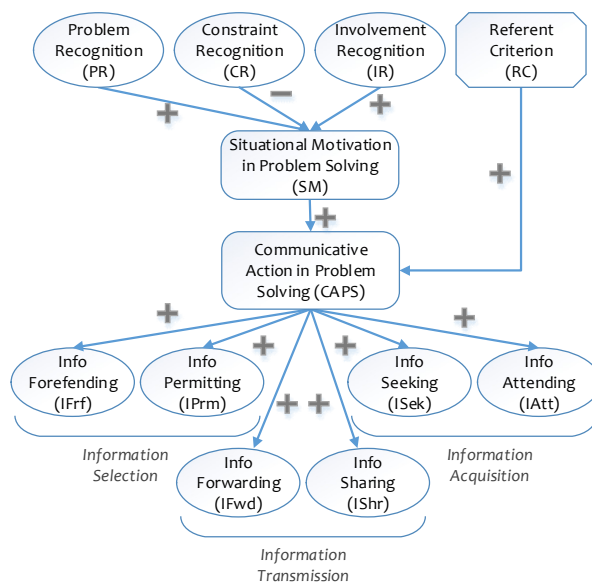 Problem
Recognition
(PR)
Constraint
Recognition
(CR)
Involvement
Recognition
(IR)
Referent
Criterion
(RC)
+
−
+
+
Situational Motivation
in Problem Solving
(SM)
+
Communicative
Action in Problem
Solving (CAPS)
+
+
+
+
+
+
Info
Forefending
(IFrf)
Info
Permitting
(IPrm)
Info
Seeking
(ISek)
Info
Attending
(IAtt)
Information
Selection
Information
Acquisition
Info
Forwarding
(IFwd)
Info
Sharing
(IShr)
Information
Transmission